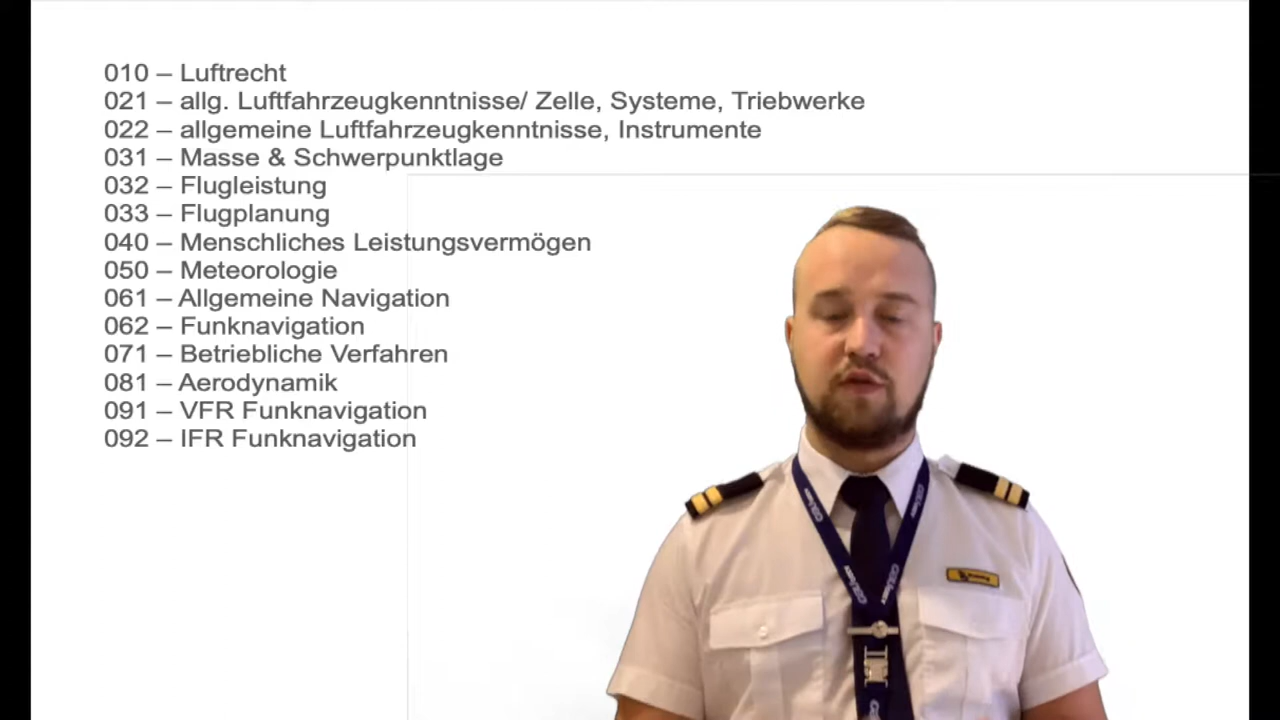 010 – Luftrecht
021 – allg. Luftfahrzeugkenntnisse/ Zelle, Systeme, Triebwerke
022 – allgemeine Luftfahrzeugkenntnisse, Instrumente
031 – Masse & Schwerpunktlage
032 – Flugleistung
033 – Flugplanung
040 – Menschliches Leistungsvermögen
050 – Meteorologie
061 – Allgemeine Navigation
062 – Funknavigation
071 – Betriebliche Verfahren
081 – Aerodynamik
091 – VFR Funknavigation
092 – IFR Funknavigation